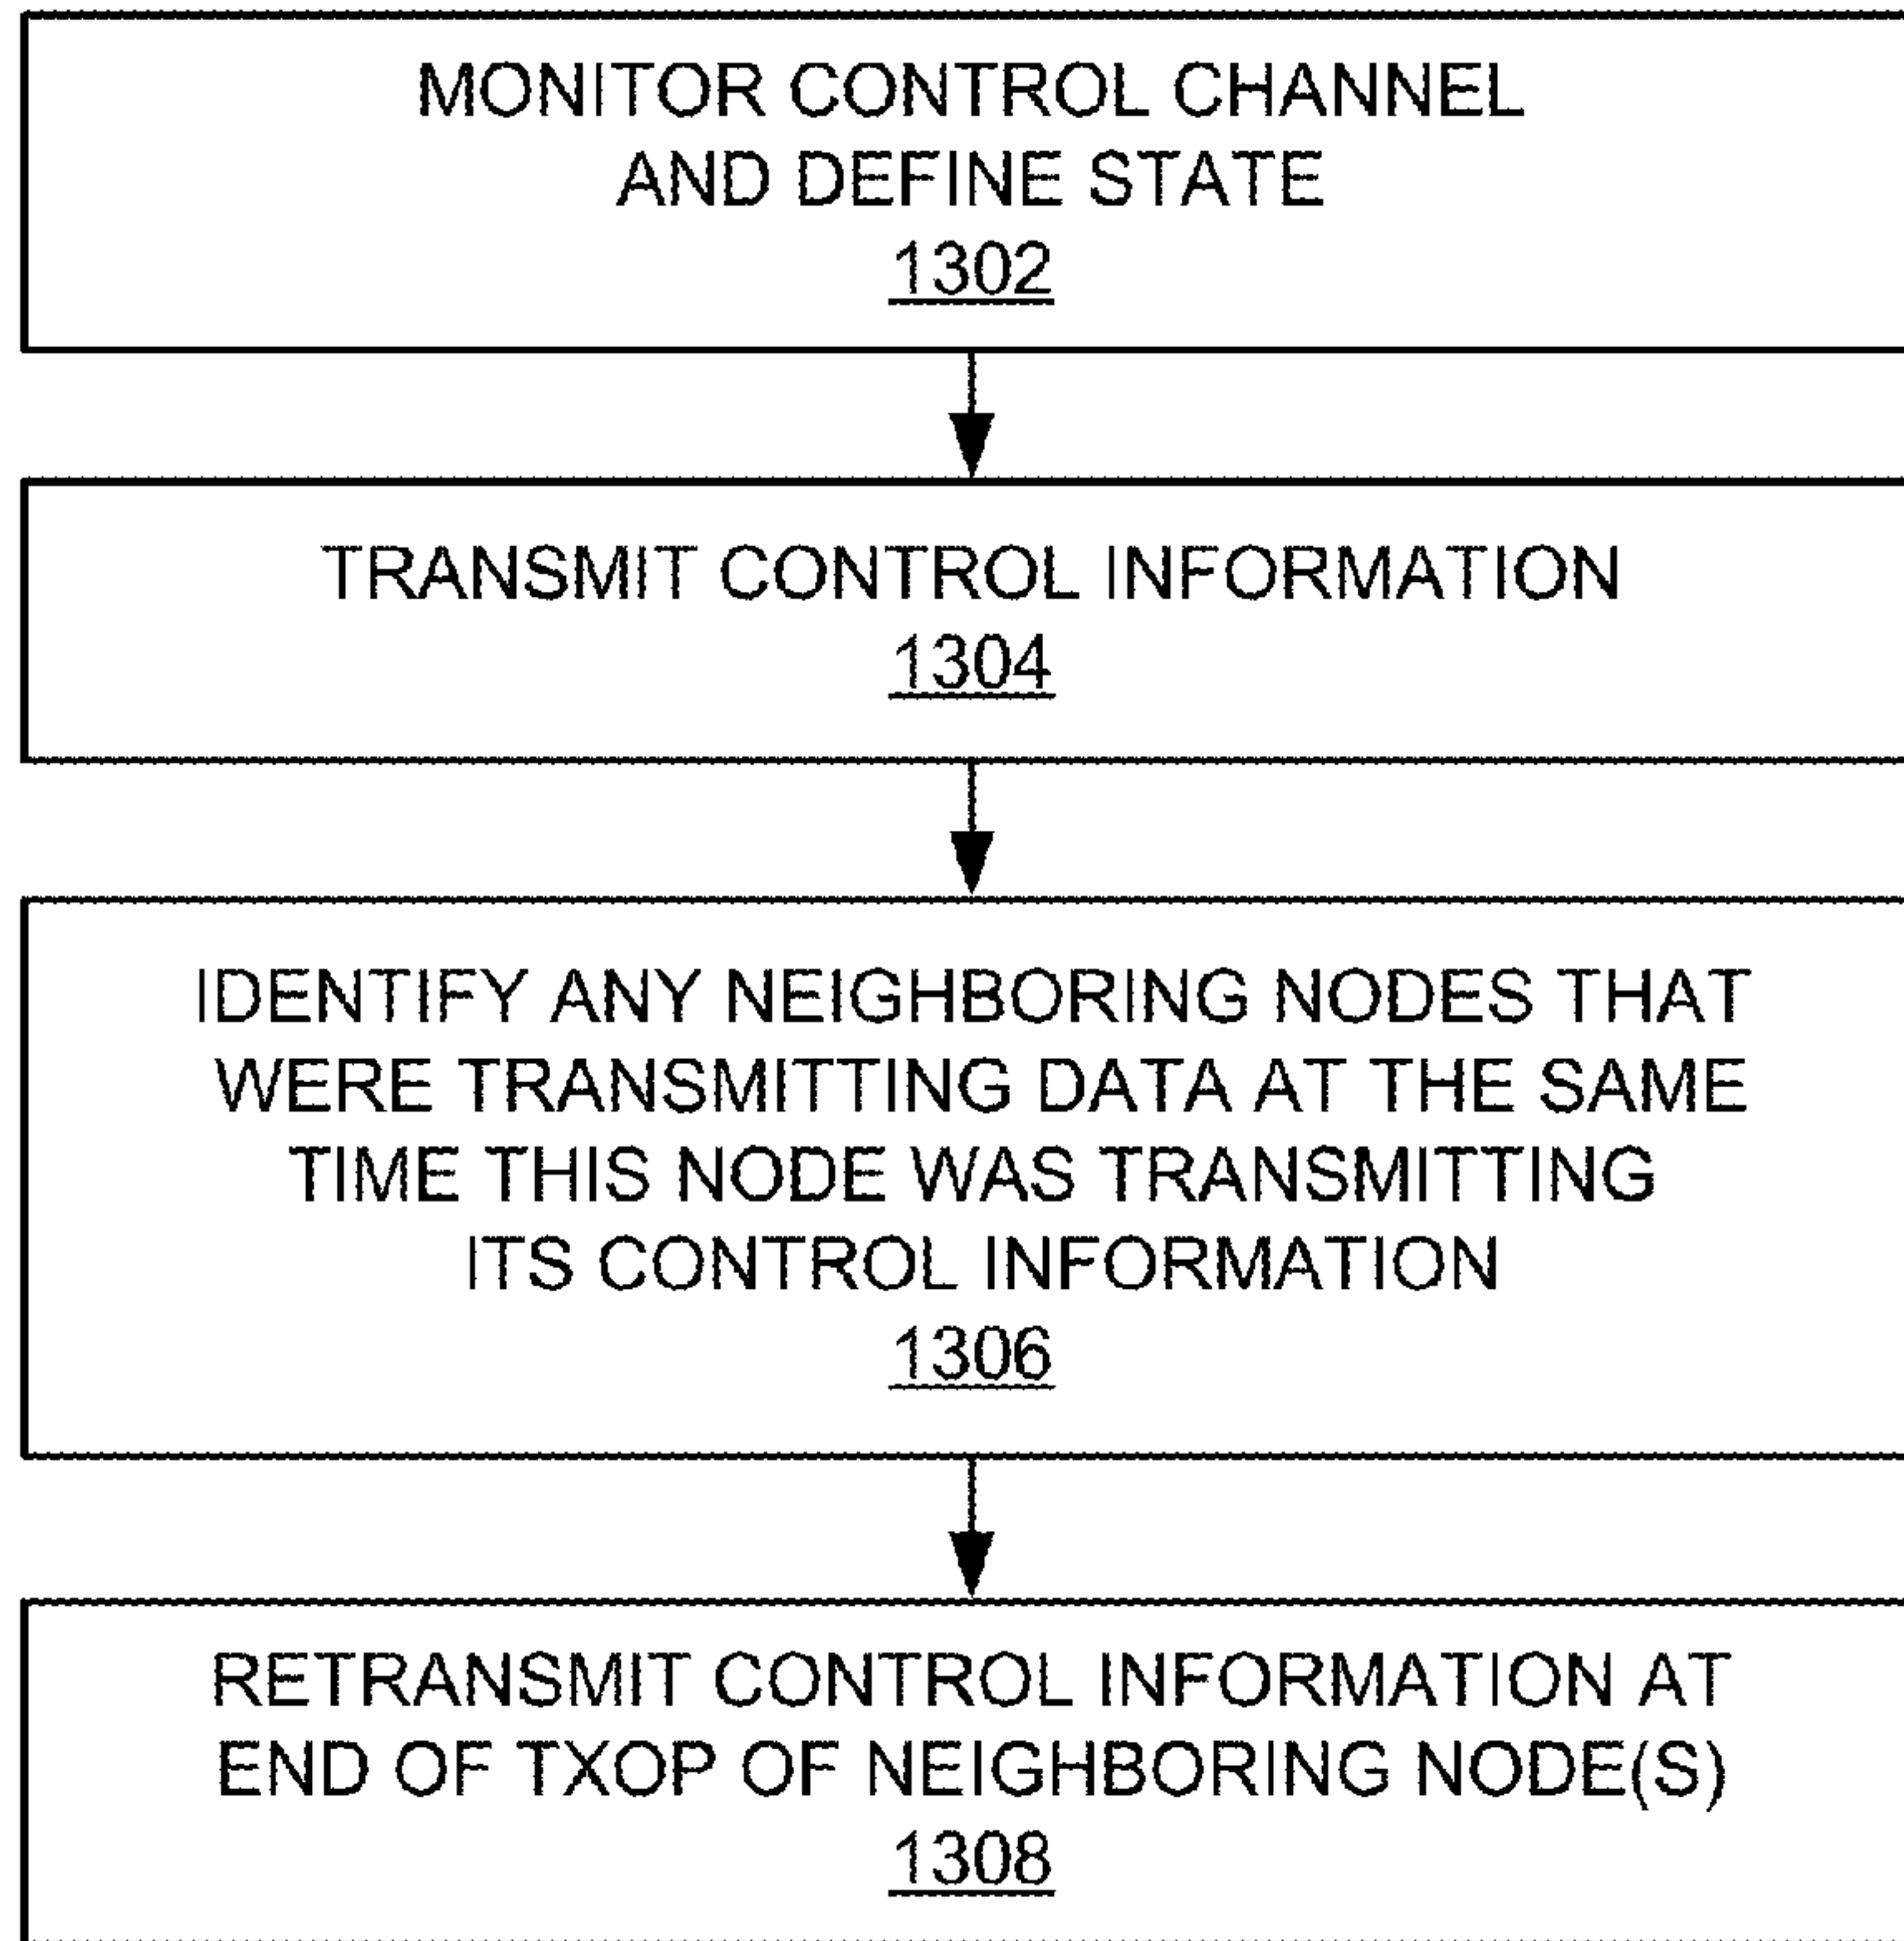 MONITOR CONTROL CHANNEL
AND DEFINE STATE
1302
TRANSMIT CONTROL INFORMATION
1304
IDENTIFY ANY NEIGHBORING NODES THAT
WERE TRANSMITTING DATA AT THE SAME
TIME THIS NODE WAS TRANSMITTING
ITS CONTROL INFORMATION
1306
RETRANSMIT CONTROL INFORMATION AT
END OF TXOP OF NEIGHBORING NODE(S)
1308